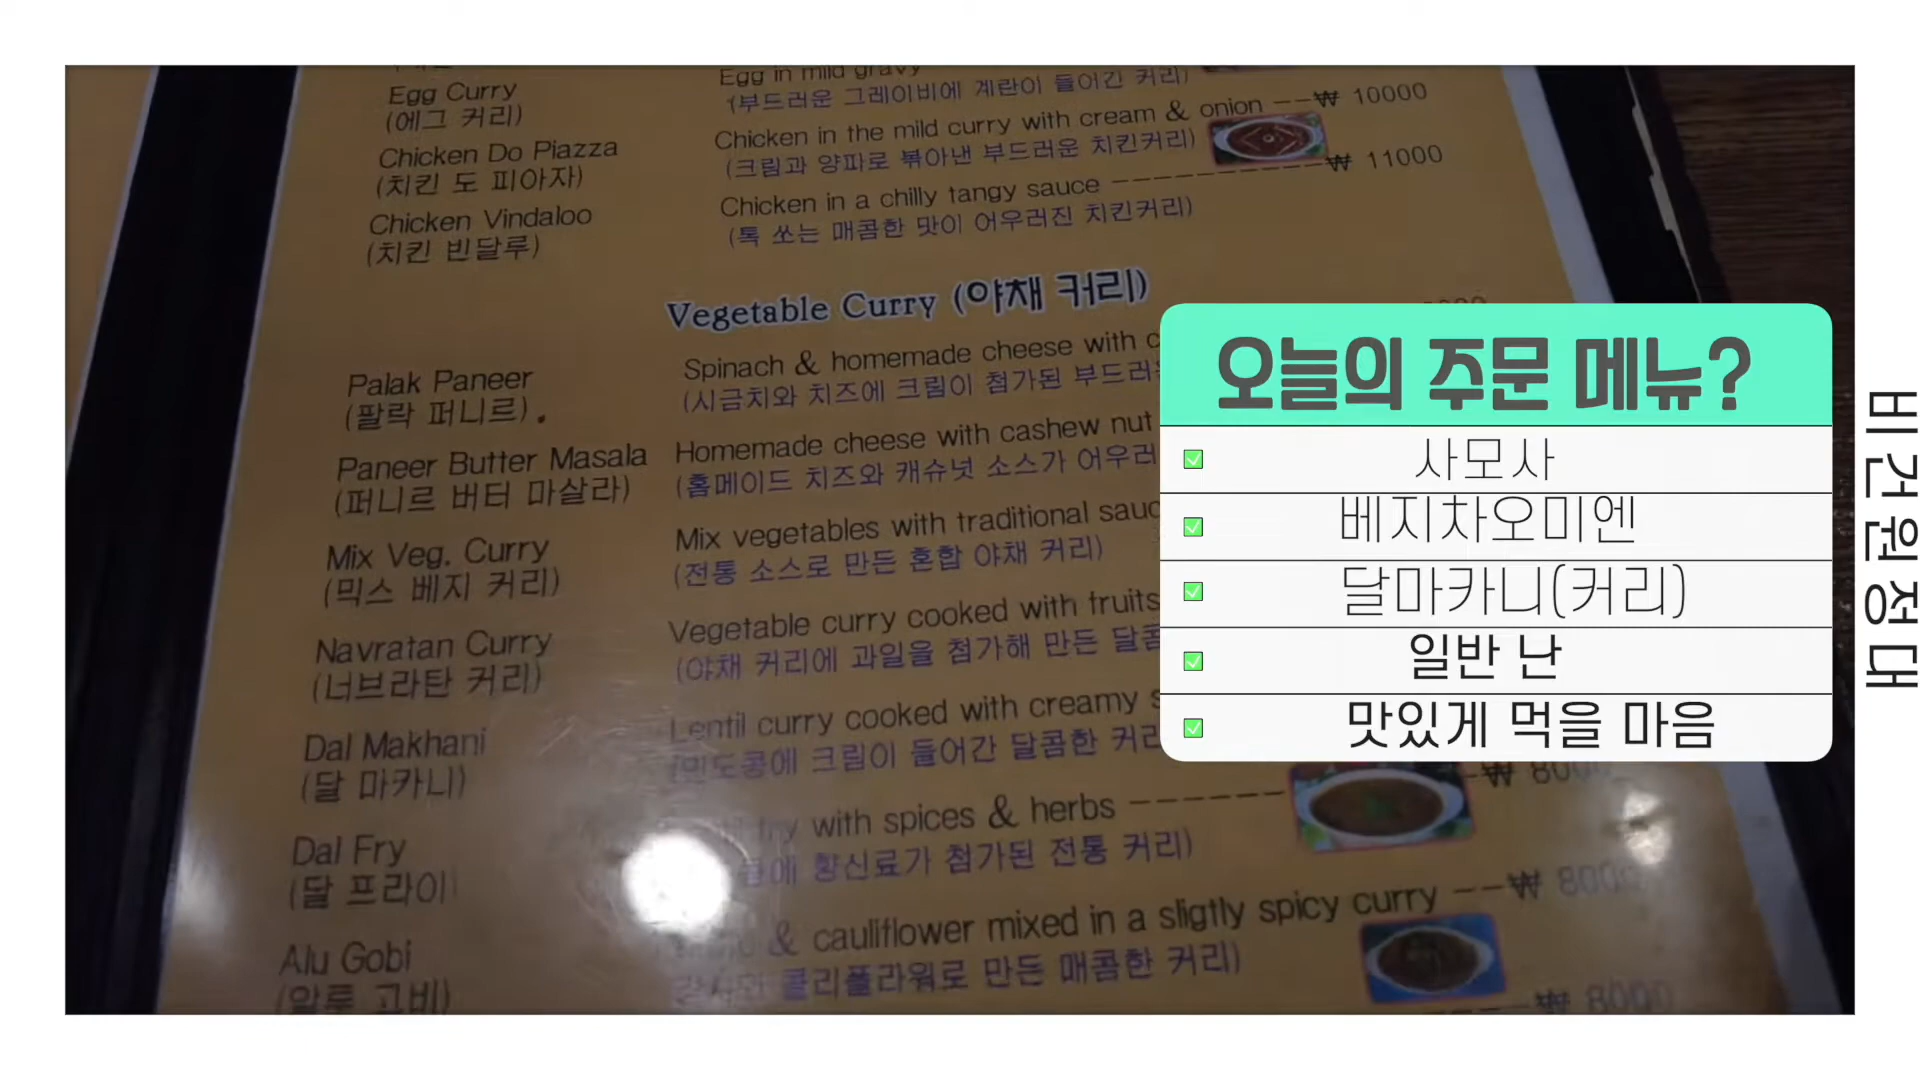 Egg Curry
(에그 커리)
Chicken Do Piazza
(치킨 도 피아자)
Chicken Vindaloo
(치킨 빈달루)
Egg in mild gravy
(부드러운 그레이비에 계란이 들어간 커리)
₩ 10000
Chicken in the mild curry with cream & onion
(크림과 양파로 볶아낸 부드러운 치킨커리)
₩ 11000
Chicken in a chilly tangy sauce
(톡 쏘는 매콤한 맛이 어우러진 치킨커리)
Vegetable Curry (야채 커리)
Palak Paneer
(팔락 퍼니르)
Spinach & homemade cheese with
(시금치와 치즈에 크림이 첨가된
Paneer Butter Masala
(퍼니르 버터 마살라)
Homemade cheese with cashew nut
(홈메이드 치즈와 캐슈넛 소스가
Mix Veg. Curry
(믹스 베지 커리)
Mix vegetables with traditional
(전통 소스로 만든 혼합 야채 커리)
Navratan Curry
(너브라탄 커리)
Vegetable curry cooked with fruits
(야채 커리에 과일을 첨가해 만든
Dal Makhani
(달 마카니)
Lentil curry cooked with creamy
크림이 들어간 달콤한
Dal Fry
(달 프라이)
with spices & herbs
향신료가 첨가된 전통 커리)
₩ 8000
Alu Gobi
(알루 고비)
& cauliflower mixed in a sligtly spicy curry
콜리플라워로 만든 매콤한 커리)
₩ 8000
₩ 8000
오늘의 주문 메뉴?
사모사
베지차오미엔
달마카니(커리)
일반 난
맛있게 먹을 마음
비건원정대